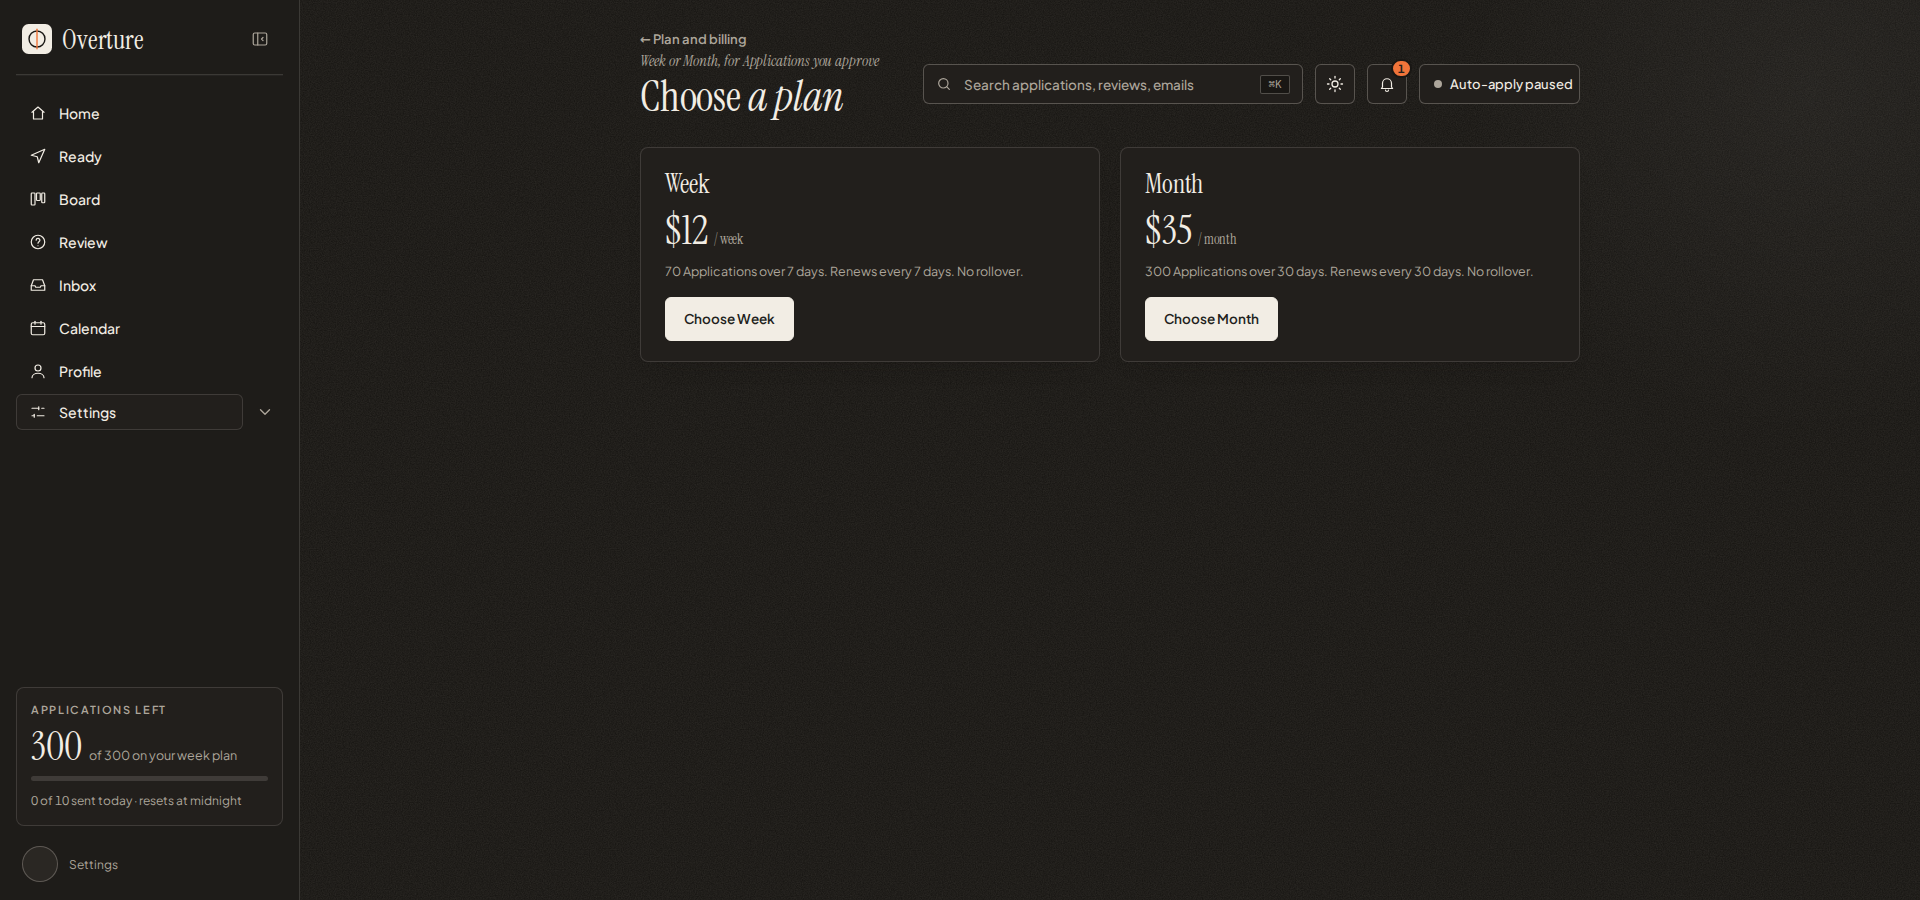 Overture
Home
Ready
Board
Review
Inbox
Calendar
Profile
Settings
APPLICATIONS LEFT
300 of 300 on your week plan
0 of 10 sent today · resets at midnight
Settings
← Plan and billing
Week or Month, for Applications you approve
Choose a plan
Search applications, reviews, emails
⌘K
1
Auto-apply paused
Week
$12 / week
70 Applications over 7 days. Renews every 7 days. No rollover.
Choose Week
Month
$35 / month
300 Applications over 30 days. Renews every 30 days. No rollover.
Choose Month